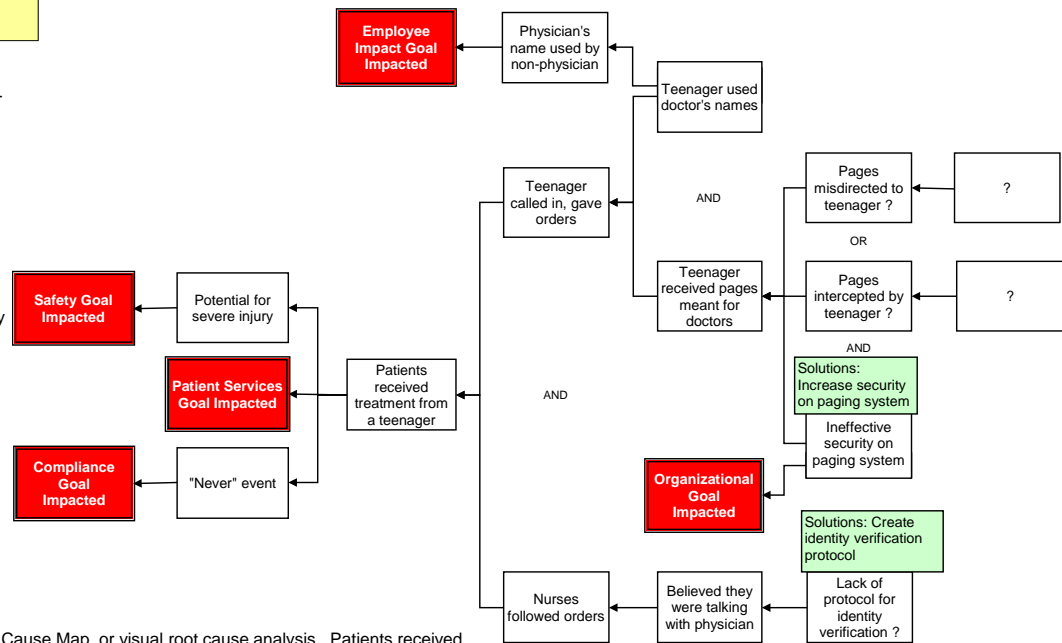 Employee
Impact Goal
Impacted
Physician's
name used by
non-physician
Teenager used
doctor's names
Teenager
called in, gave
orders
AND
Pages
misdirected to
teenager ?
?
OR
Teenager
received pages
meant for
doctors
Pages
intercepted by
teenager ?
?
AND
Safety Goal
Impacted
Potential for
severe injury
Patient Services
Goal Impacted
Patients
received
treatment from
a teenager
AND
Solutions:
Increase security
on paging system
Ineffective
security on
paging system
Compliance
Goal
Impacted
"Never" event
Organizational
Goal
Impacted
Solutions: Create
identity verification
protocol
Nurses
followed orders
Believed they
were talking
with physician
Lack of
protocol for
identity
verification ?
Cause Map, or visual root cause analysis. Patients received